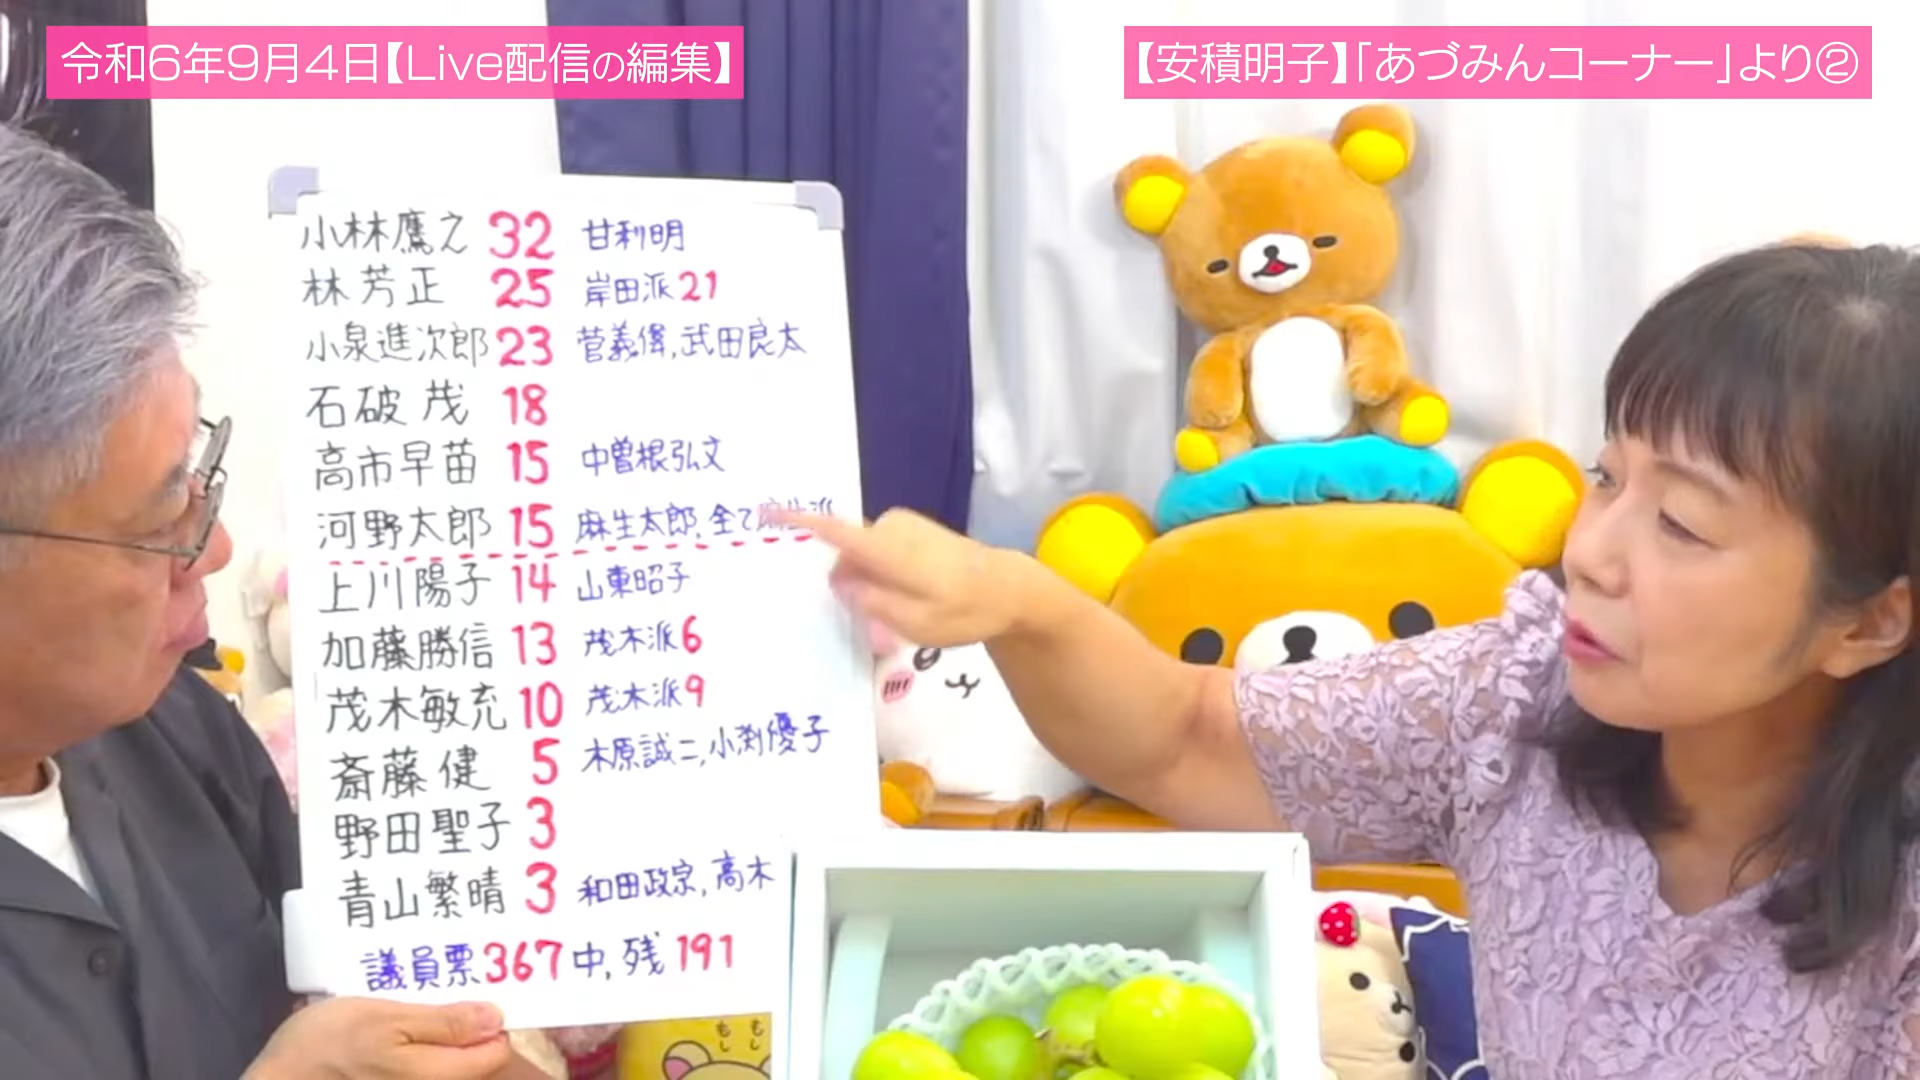 令和6年9月4日【Live配信の編集】
【安積明子】「あづみんコーナー」より②
小林鷹之 32 甘利明
林芳正 25 岸田派21
小泉進次郎 23 菅義偉,武田良太
石破茂 18
高市早苗 15 中曽根弘文
河野太郎 15 麻生太郎,全て麻生派
上川陽子 14 山東昭子
加藤勝信 13 茂木派6
茂木敏充 10 茂木派9
斎藤健 5 木原誠二,小渕優子
野田聖子 3
青山繁晴 3 和田政宗,高木
議員票367中,残191
もし
もし